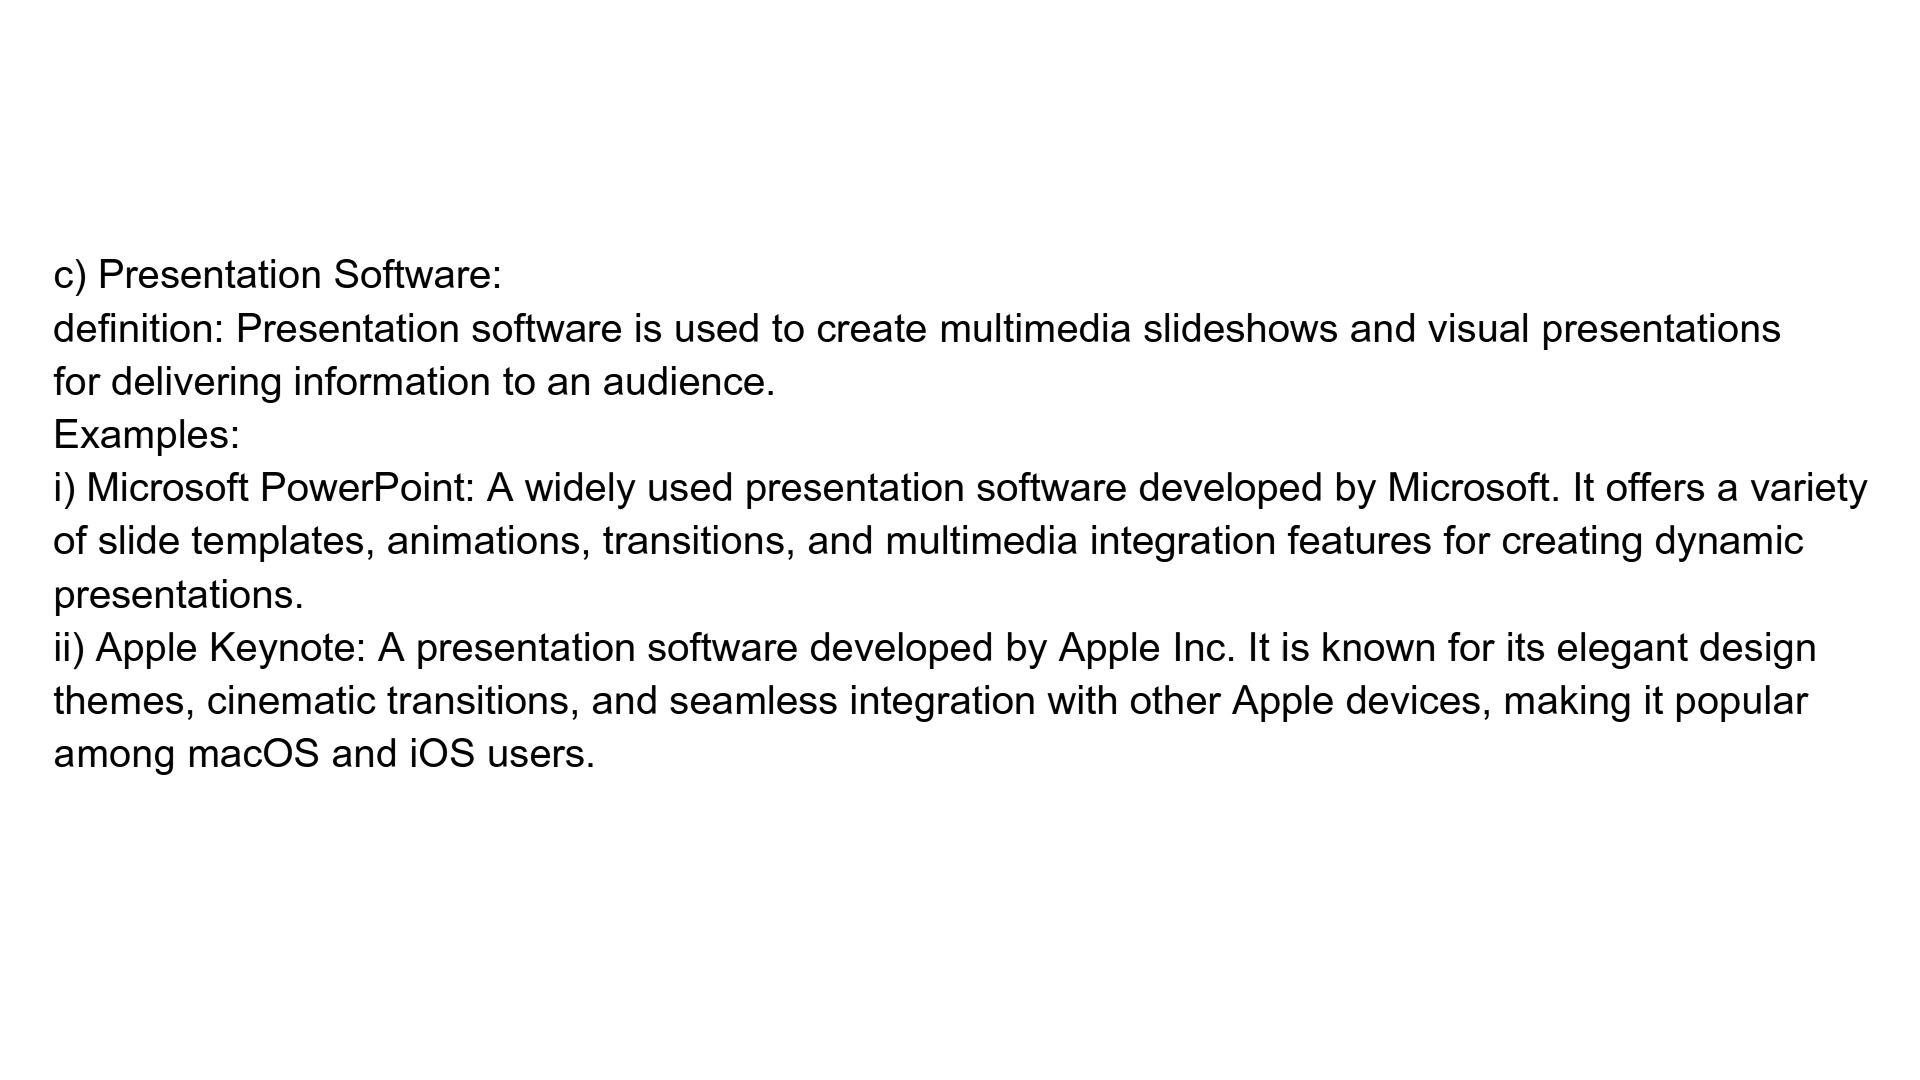 c) Presentation Software:
definition: Presentation software is used to create multimedia slideshows and visual presentations
for delivering information to an audience.
Examples:
i) Microsoft PowerPoint: A widely used presentation software developed by Microsoft. It offers a variety
of slide templates, animations, transitions, and multimedia integration features for creating dynamic
presentations.
ii) Apple Keynote: A presentation software developed by Apple Inc. It is known for its elegant design
themes, cinematic transitions, and seamless integration with other Apple devices, making it popular
among macOS and iOS users.